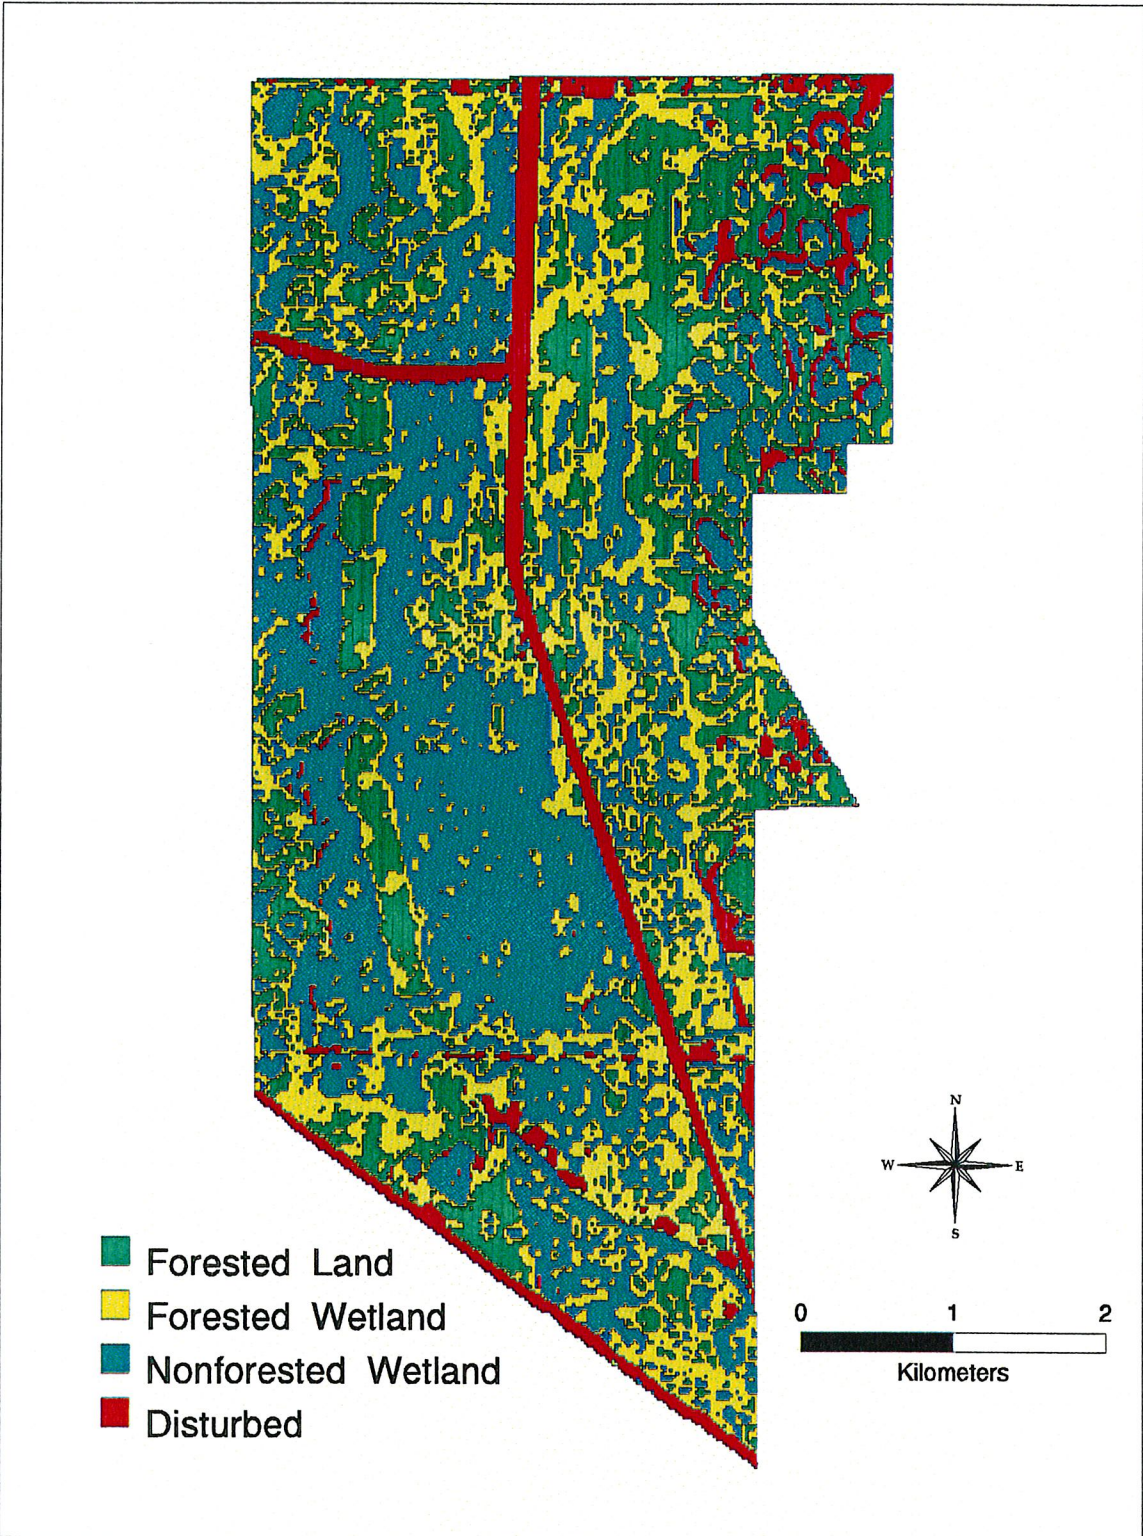 N
W E
S
Forested Land
Forested Wetland
Nonforested Wetland
Disturbed
0 1 2
Kilometers